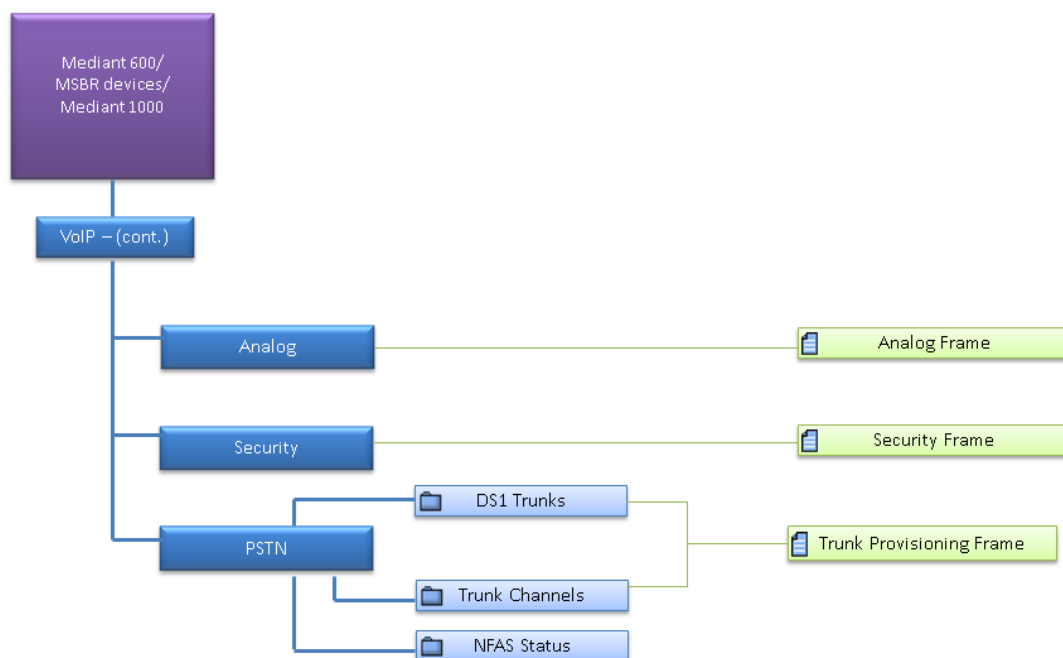 Mediant 600/
MSBR devices/
Mediant 1000
VoIP – (cont.)
Analog
Analog Frame
Security
Security Frame
DS1 Trunks
PSTN
Trunk Provisioning Frame
Trunk Channels
NFAS Status